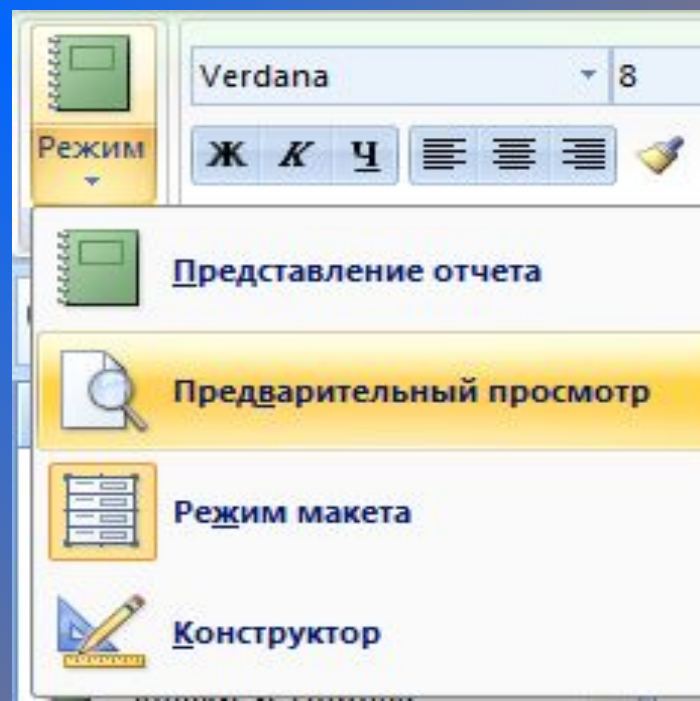 Verdana 8
Режим Ж К Ч
Представление отчета
Предварительный просмотр
Режим макета
Конструктор